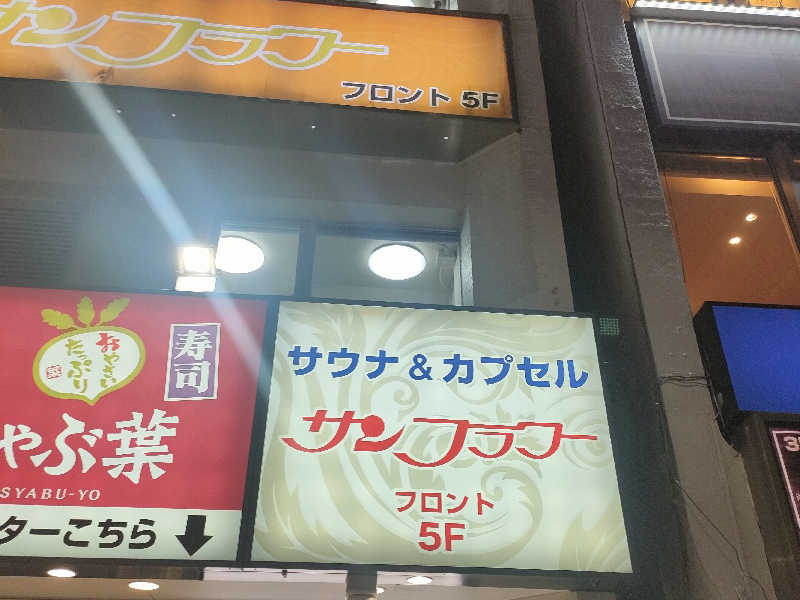 サンフラワー
フロント 5F
おやさい
たっぷり
寿司
ゃぶ葉
SYABU-YO
ターこちら
サウナ & カプセル
サンフラワー
フロント
5F